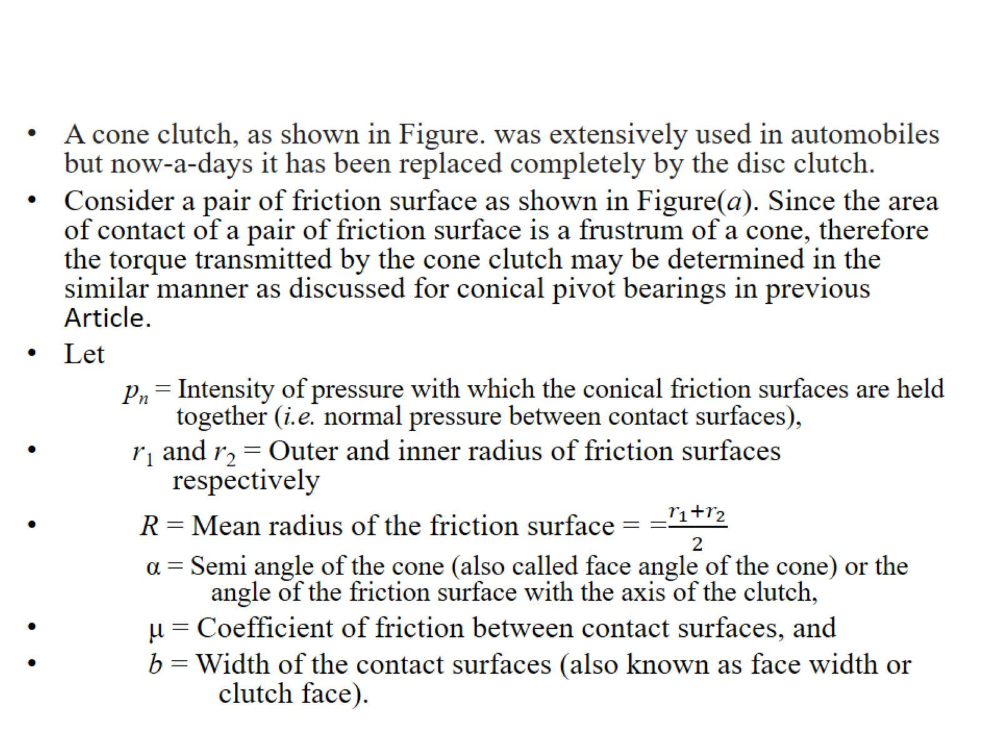 • A cone clutch, as shown in Figure. was extensively used in automobiles
but now-a-days it has been replaced completely by the disc clutch.
• Consider a pair of friction surface as shown in Figure(a). Since the area
of contact of a pair of friction surface is a frustrum of a cone, therefore
the torque transmitted by the cone clutch may be determined in the
similar manner as discussed for conical pivot bearings in previous
Article.
• Let
pₙ = Intensity of pressure with which the conical friction surfaces are held
together (i.e. normal pressure between contact surfaces),
• r₁ and r₂ = Outer and inner radius of friction surfaces
respectively
• R = Mean radius of the friction surface = =r₁+r₂/2
α = Semi angle of the cone (also called face angle of the cone) or the
angle of the friction surface with the axis of the clutch,
• μ = Coefficient of friction between contact surfaces, and
• b = Width of the contact surfaces (also known as face width or
clutch face).